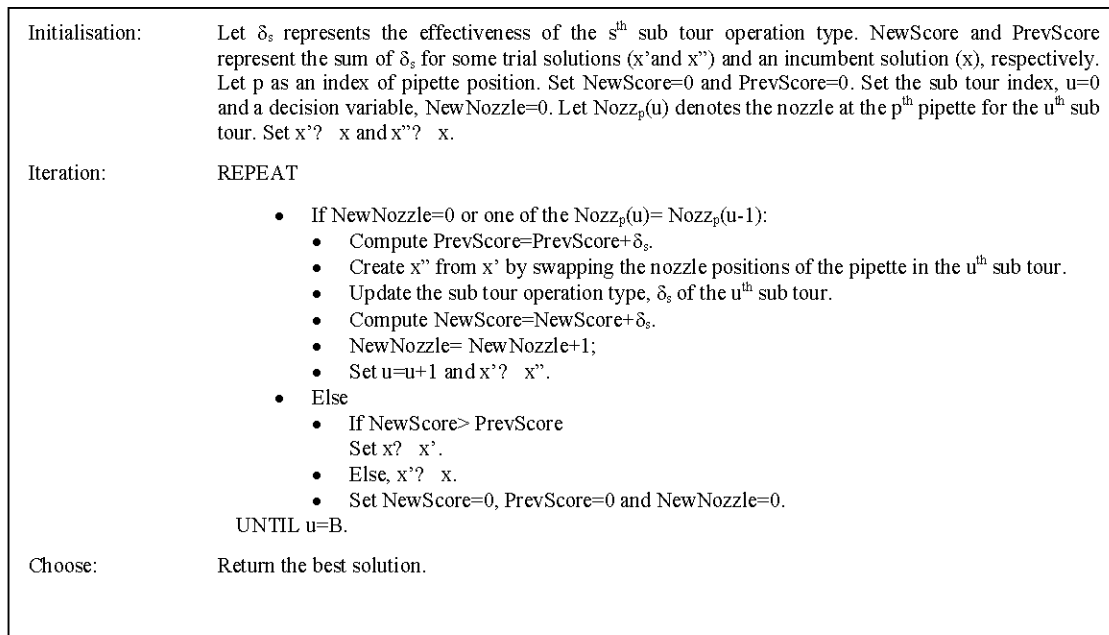 Initialisation: Let δs represents the effectiveness of the sth sub tour operation type. NewScore and PrevScore
represent the sum of δs for some trial solutions (x’and x”) and an incumbent solution (x), respectively.
Let p as an index of pipette position. Set NewScore=0 and PrevScore=0. Set the sub tour index, u=0
and a decision variable, NewNozzle=0. Let Nozzp(u) denotes the nozzle at the pth pipette for the uth sub
tour. Set x’? x and x”? x.
Iteration: REPEAT
• If NewNozzle=0 or one of the Nozzp(u)= Nozzp(u-1):
• Compute PrevScore=PrevScore+δs.
• Create x” from x’ by swapping the nozzle positions of the pipette in the uth sub tour.
• Update the sub tour operation type, δs of the uth sub tour.
• Compute NewScore=NewScore+δs.
• NewNozzle= NewNozzle+1;
• Set u=u+1 and x’? x”.
• Else
• If NewScore> PrevScore
Set x? x’.
• Else, x’? x.
• Set NewScore=0, PrevScore=0 and NewNozzle=0.
UNTIL u=B.
Choose: Return the best solution.